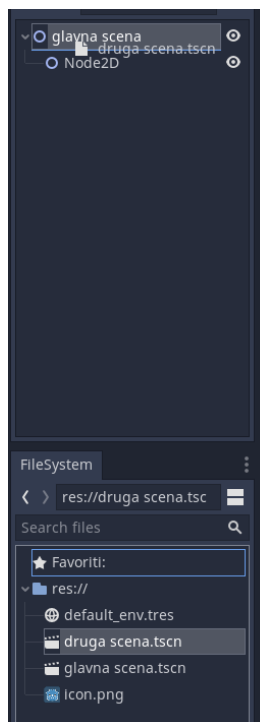 glavna scena
druga scena.tscn
Node2D
FileSystem
res://druga scena.tsc
Search files
Favoriti:
res://
default_env.tres
druga scena.tscn
glavna scena.tscn
icon.png